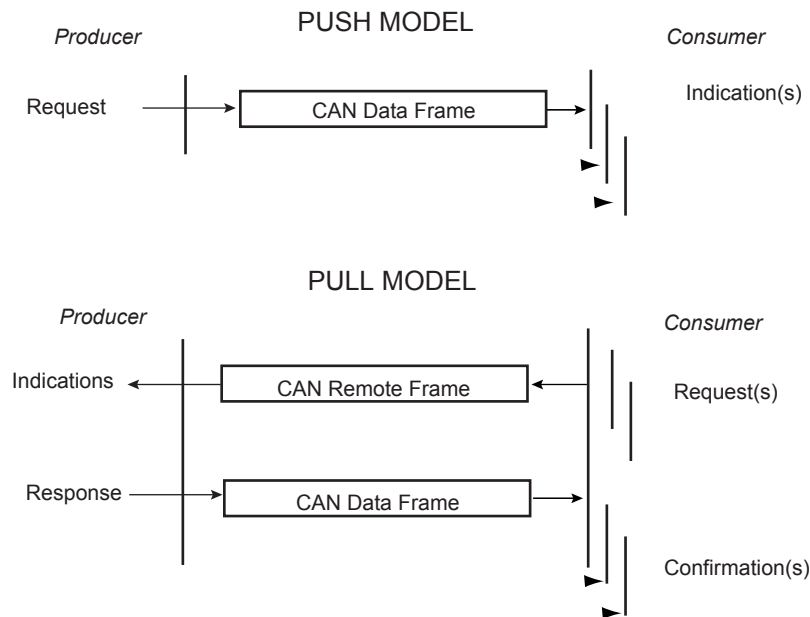 PUSH MODEL
Producer
Consumer
Request
CAN Data Frame
Indication(s)
PULL MODEL
Producer
Consumer
Indications
CAN Remote Frame
Request(s)
Response
CAN Data Frame
Confirmation(s)